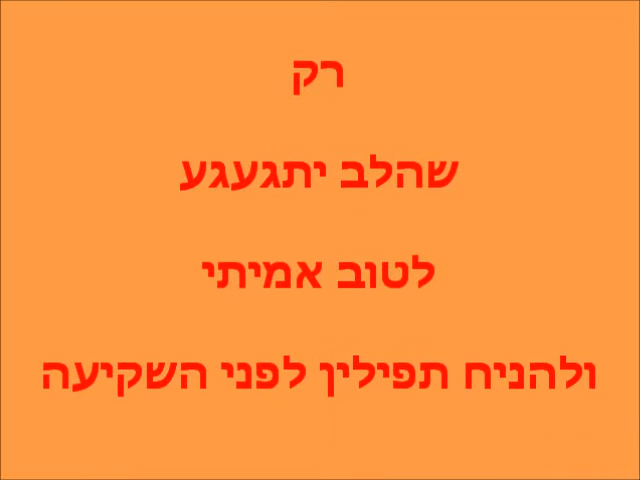 רק
שהלב יתגעגע
לטוב אמיתי
ולהניח תפילין לפני השקיעה